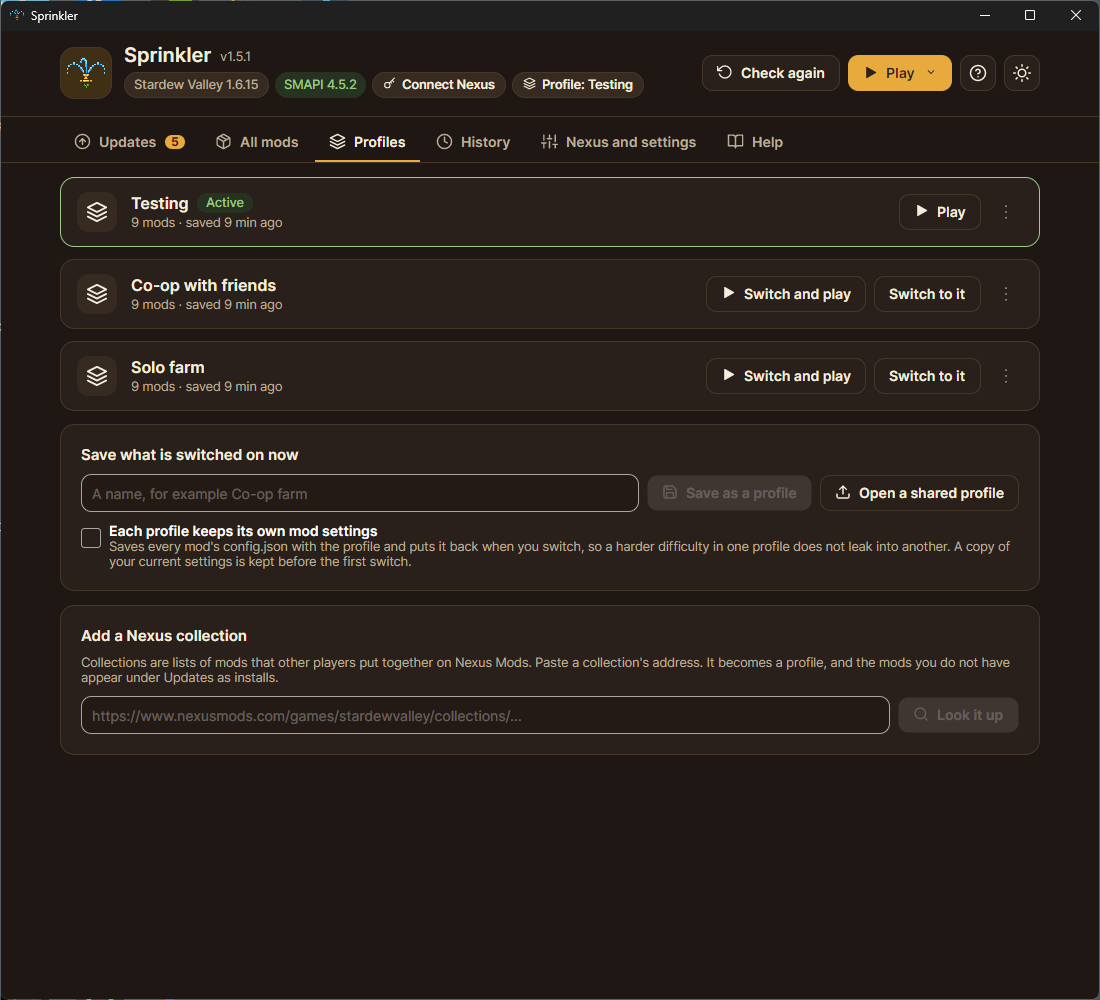 Sprinkler
Sprinkler v1.5.1
Stardew Valley 1.6.15 SMAPI 4.5.2 Connect Nexus Profile: Testing
Check again Play
Updates 5 All mods Profiles History Nexus and settings Help
Testing Active
9 mods · saved 9 min ago
Play
Co-op with friends
9 mods · saved 9 min ago
Switch and play Switch to it
Solo farm
9 mods · saved 9 min ago
Switch and play Switch to it
Save what is switched on now
A name, for example Co-op farm Save as a profile Open a shared profile
Each profile keeps its own mod settings
Saves every mod's config.json with the profile and puts it back when you switch, so a harder difficulty in one profile does not leak into another. A copy of
your current settings is kept before the first switch.
Add a Nexus collection
Collections are lists of mods that other players put together on Nexus Mods. Paste a collection's address. It becomes a profile, and the mods you do not have
appear under Updates as installs.
https://www.nexusmods.com/games/stardewvalley/collections/... Look it up